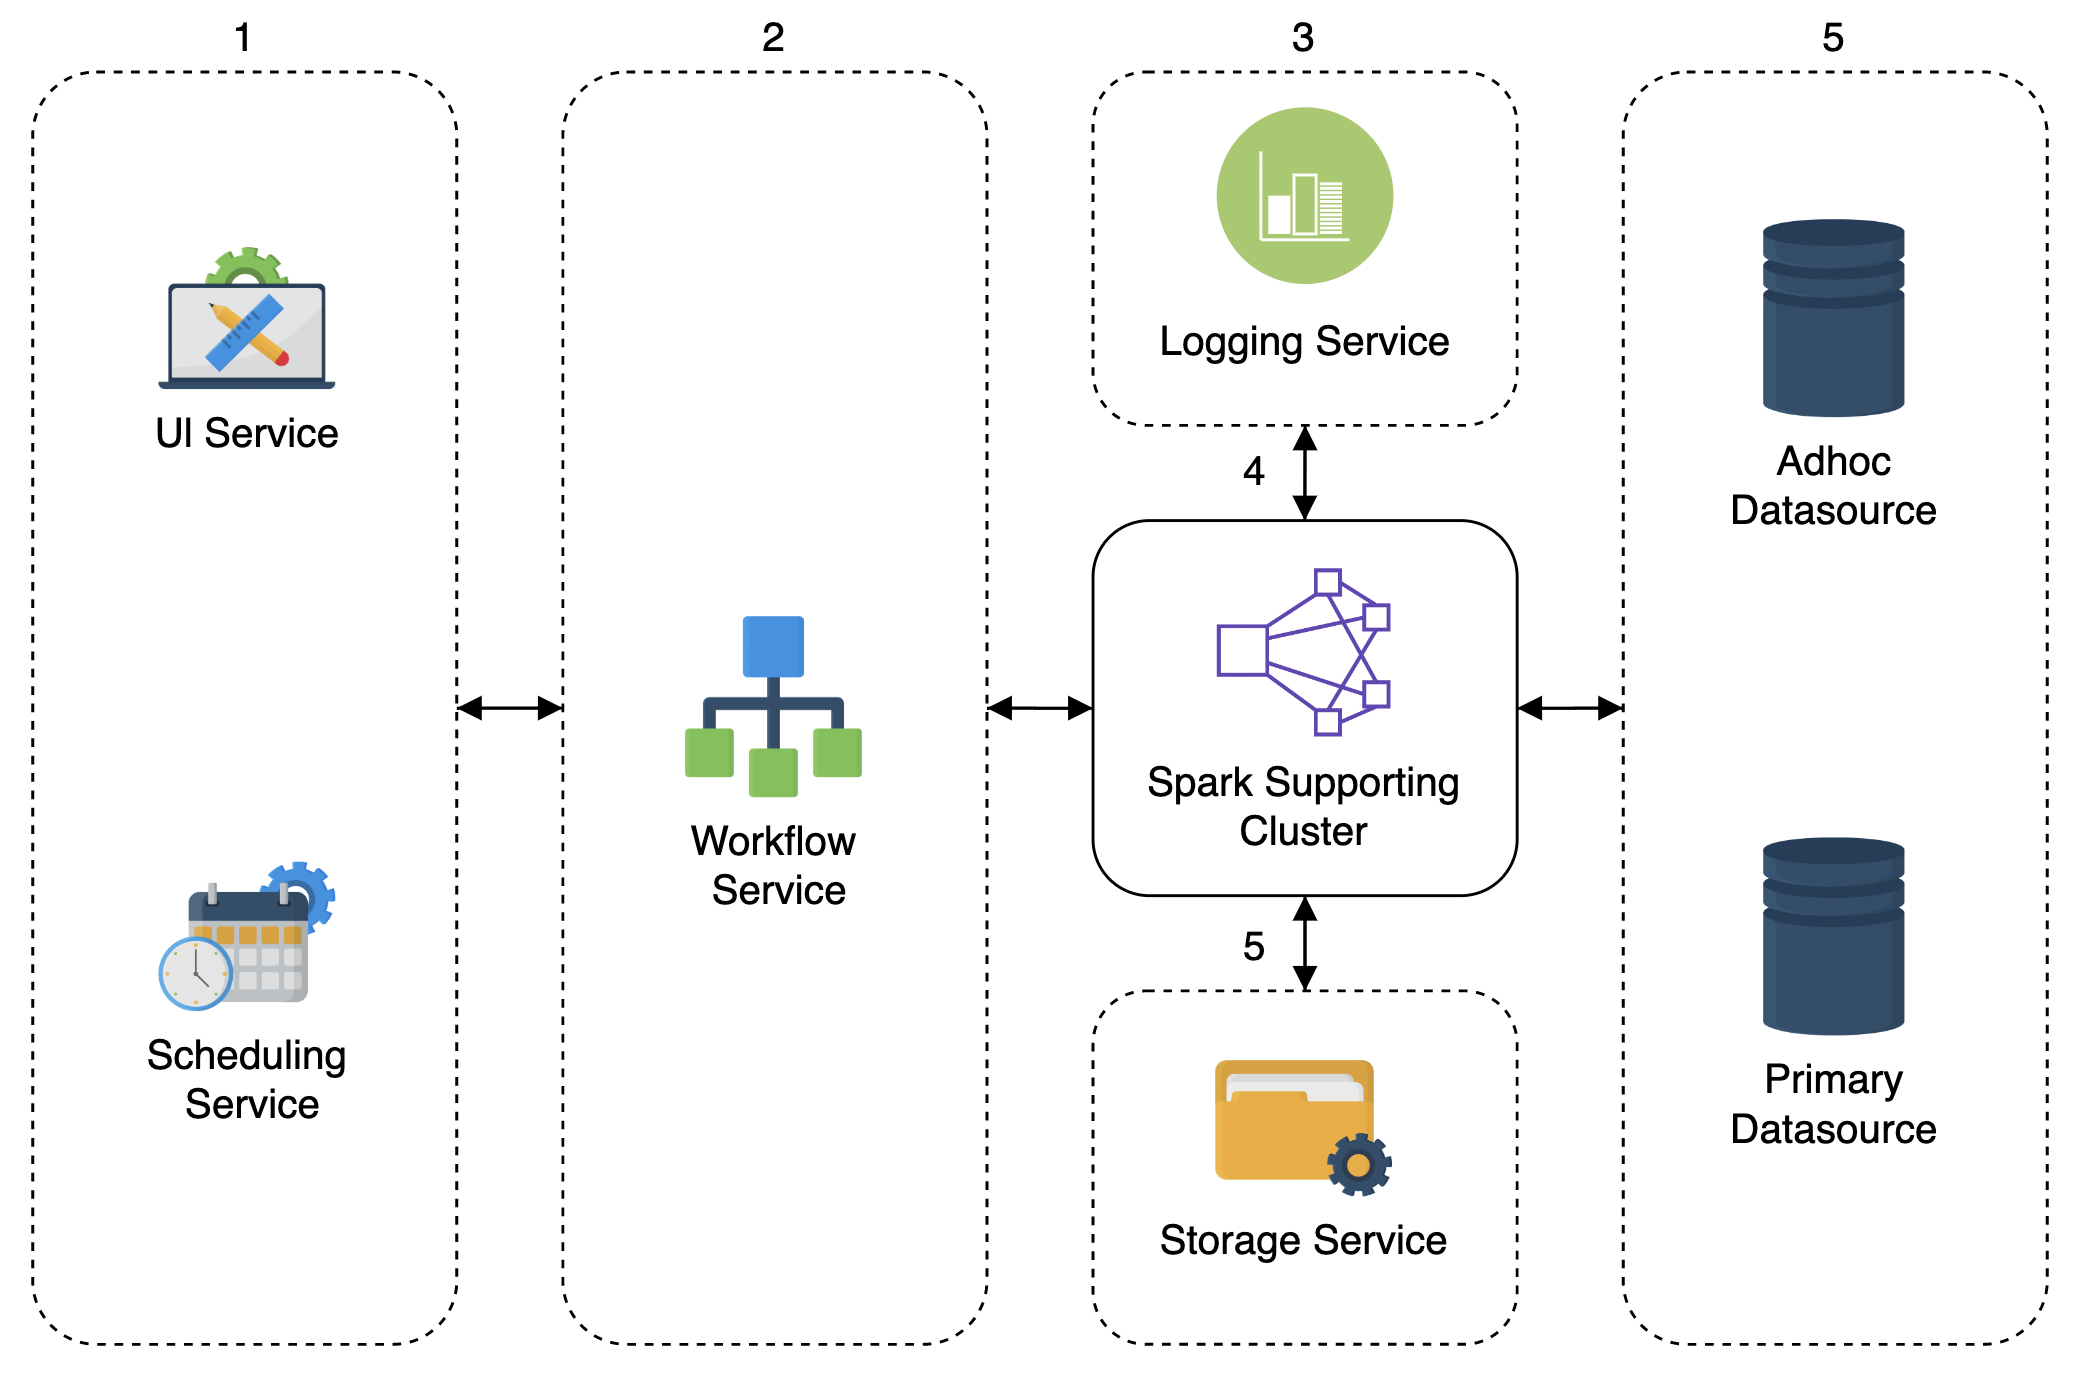 1
2
3
5
UI Service
Scheduling
Service
Workflow
Service
Logging Service
4
Spark Supporting
Cluster
5
Storage Service
Adhoc
Datasource
Primary
Datasource